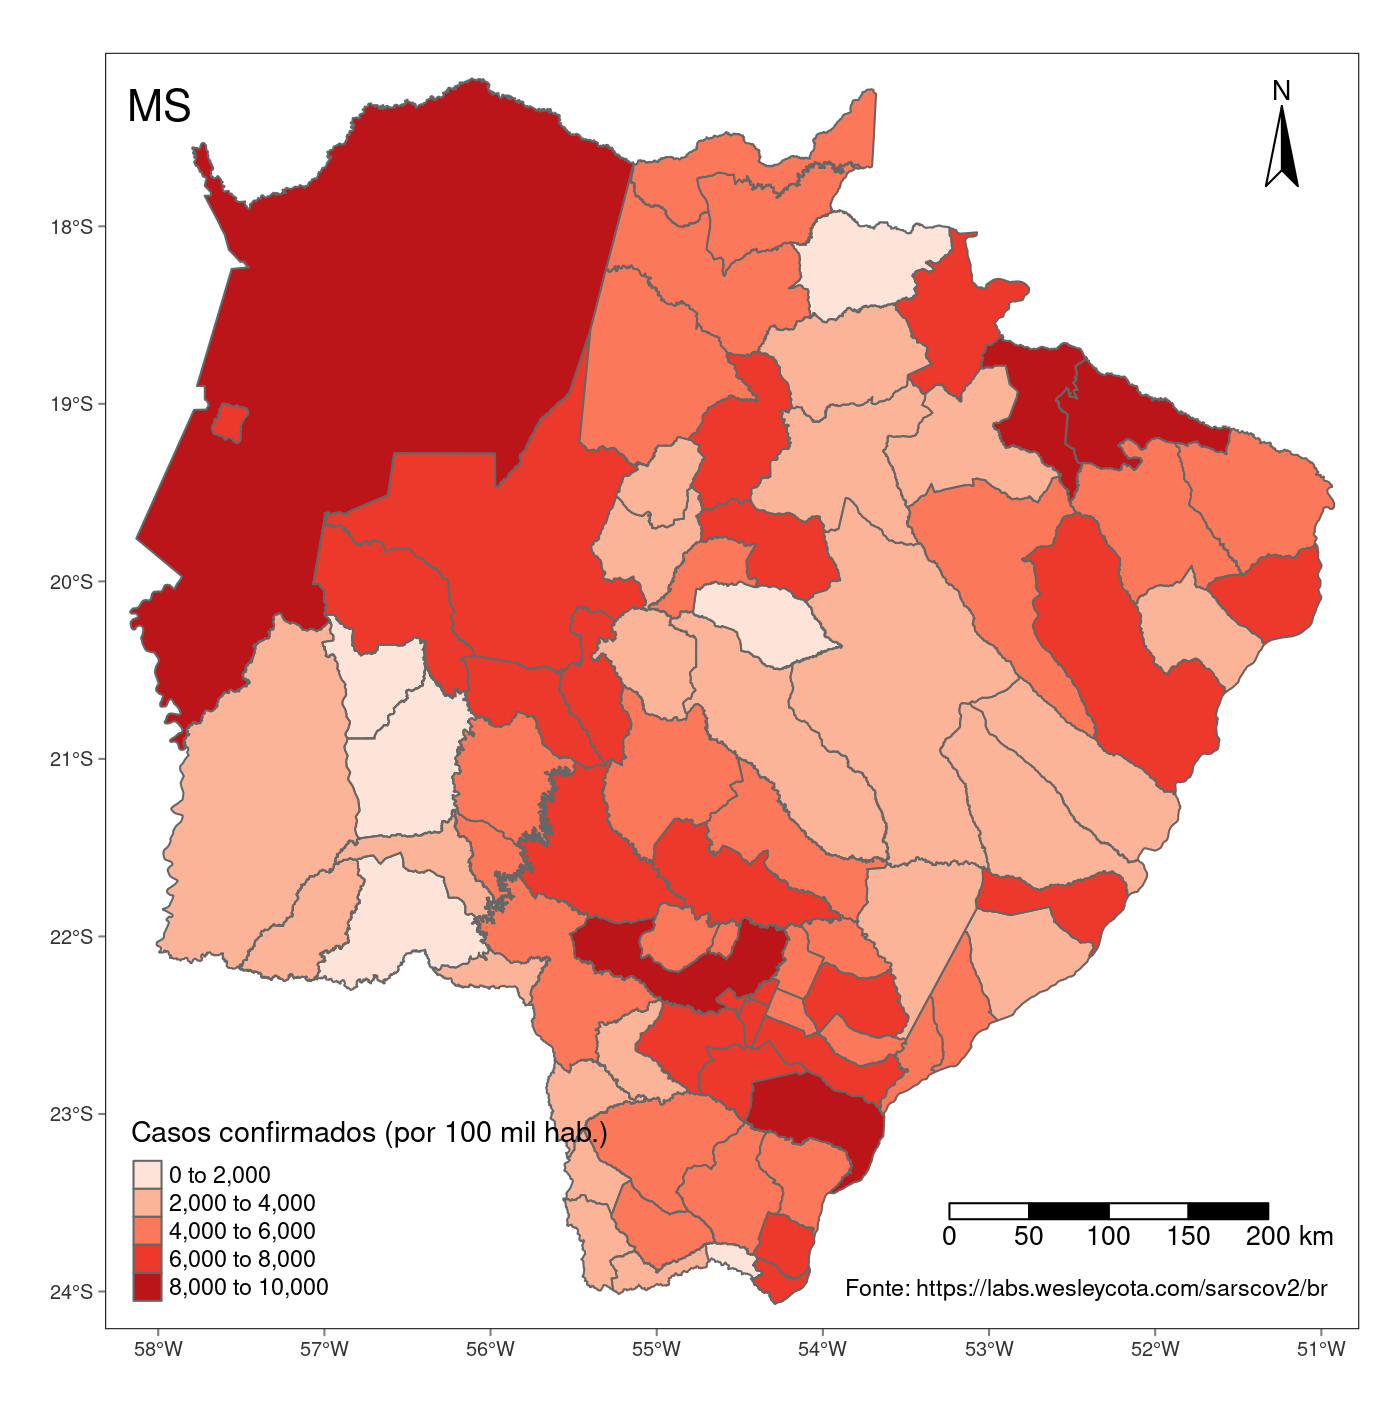 MS
N
18°S
19°S
20°S
21°S
22°S
23°S
24°S
Casos confirmados (por 100 mil hab.)
0 to 2,000
2,000 to 4,000
4,000 to 6,000
6,000 to 8,000
8,000 to 10,000
0 50 100 150 200 km
Fonte: https://labs.wesleycota.com/sarscov2/br
58°W 57°W 56°W 55°W 54°W 53°W 52°W 51°W